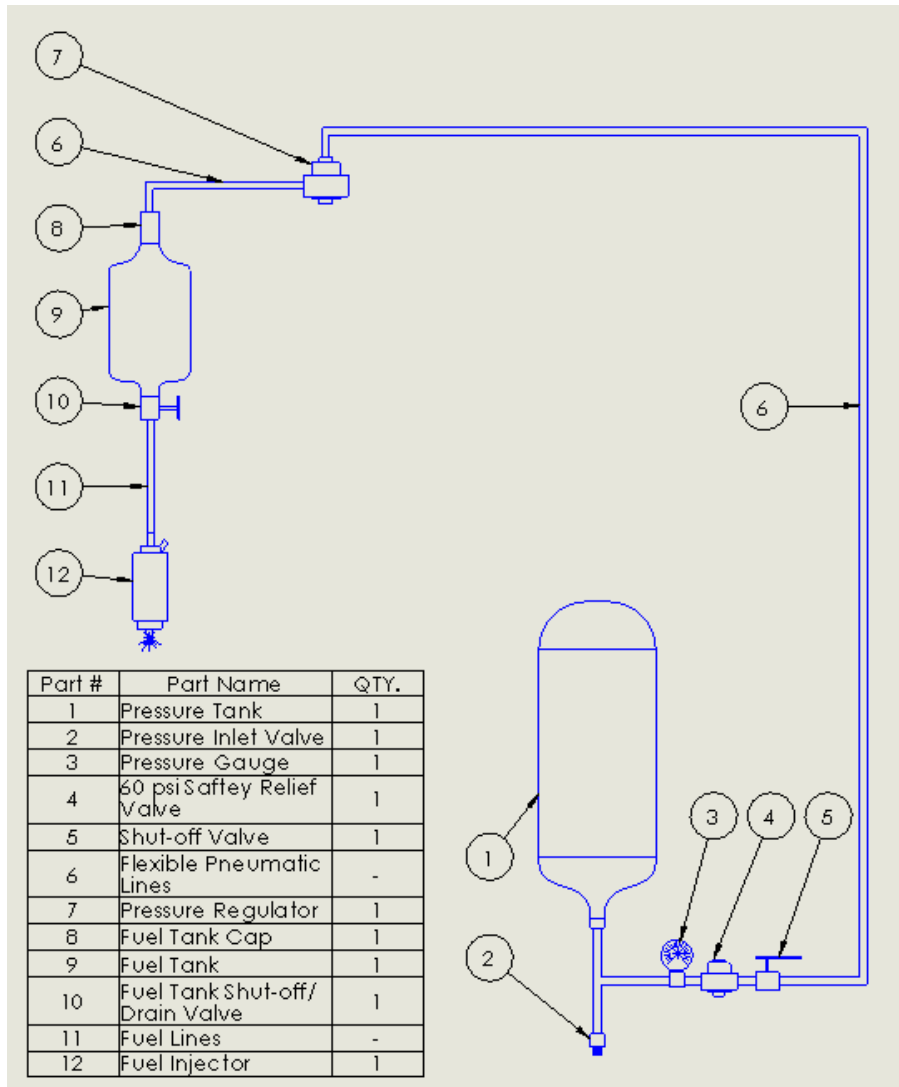 7
6
8
9
10
11
12
6
1
2
3
4
5
Part # Part Name QTY.
1 Pressure Tank 1
2 Pressure Inlet Valve 1
3 Pressure Gauge 1
4 60 psi Saftey Relief
Valve 1
5 Shut-off Valve 1
6 Flexible Pneumatic
Lines -
7 Pressure Regulator 1
8 Fuel Tank Cap 1
9 Fuel Tank 1
10 Fuel Tank Shut-off/
Drain Valve 1
11 Fuel Lines -
12 Fuel Injector 1